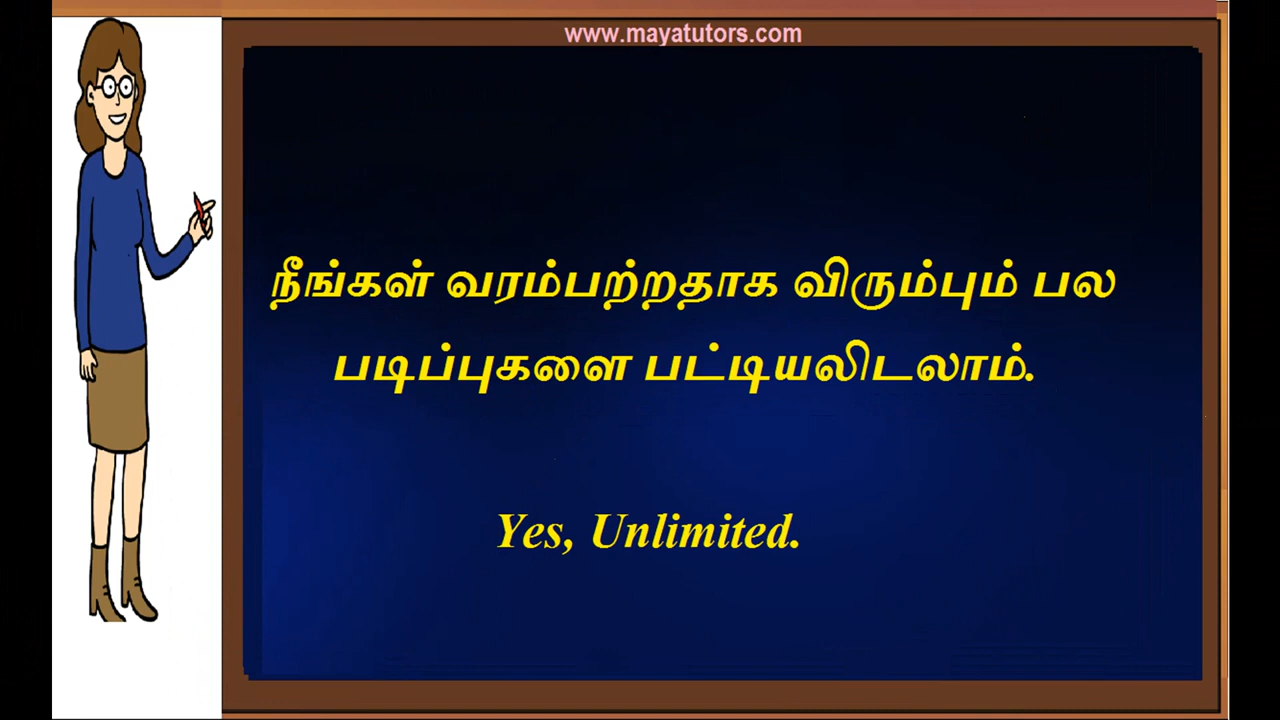 www.mayatutors.com
நீங்கள் வரம்பற்றதாக விரும்பும் பல
படிப்புகளை பட்டியலிடலாம்.
Yes, Unlimited.